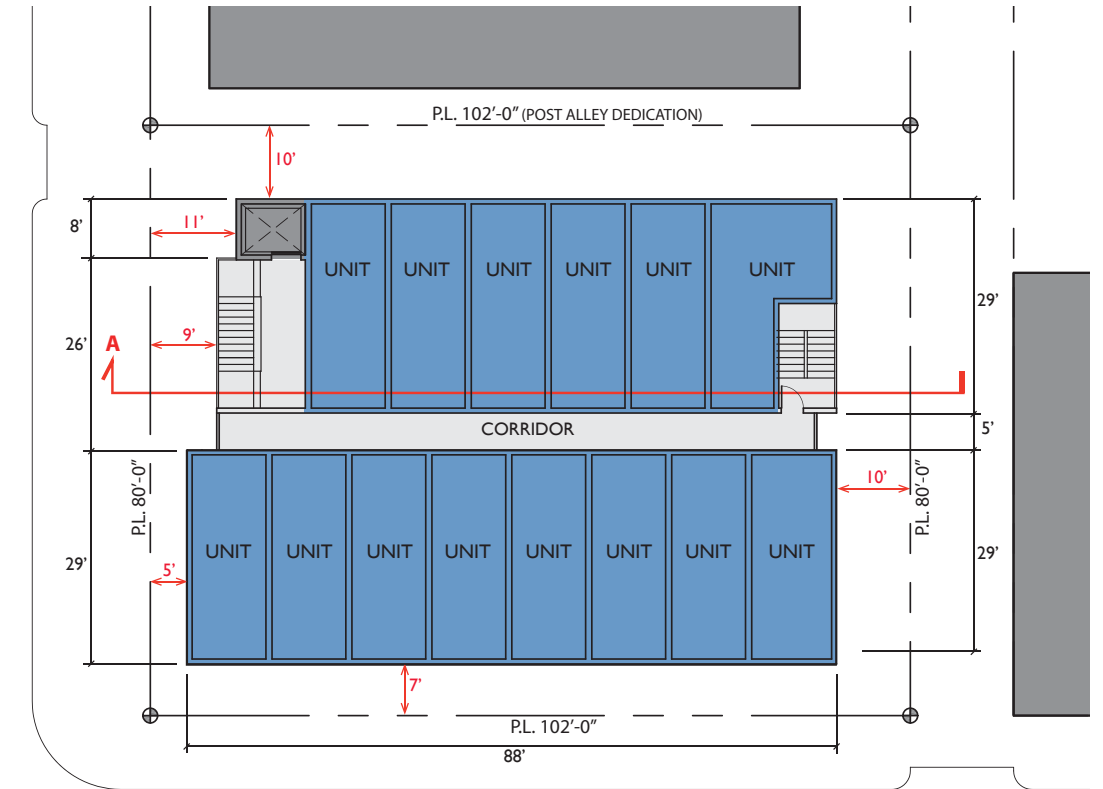 P.L. 102'-0" (POST ALLEY DEDICATION)
10'
8'
11'
UNIT UNIT UNIT UNIT UNIT UNIT
29'
26'
A
9'
CORRIDOR
5'
P.L. 80'-0"
10'
P.L. 80'-0"
UNIT UNIT UNIT UNIT UNIT UNIT UNIT UNIT
29'
29'
5'
7'
P.L. 102'-0"
88'